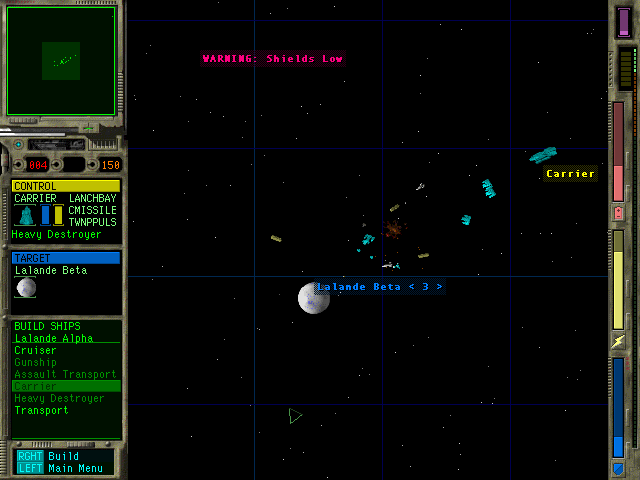 WARNING: Shields Low
Carrier
Lalande Beta < 3 >
004 150
CONTROL
CARRIER LANCHBAY
CMISSILE
TWNPPULS
Heavy Destroyer
TARGET
Lalande Beta
BUILD SHIPS
Lalande Alpha
Cruiser
Gunship
Assault Transport
Carrier
Heavy Destroyer
Transport
RGHT Build
LEFT Main Menu